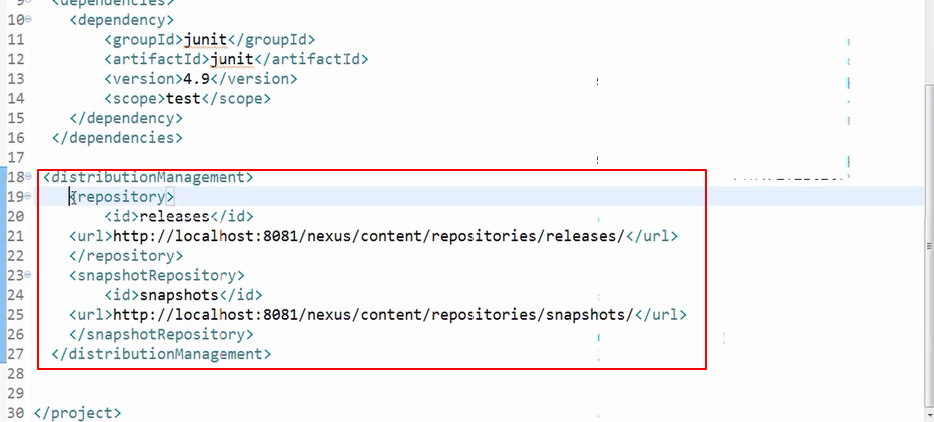 9 <dependencies>
10 <dependency>
11 <groupId>junit</groupId>
12 <artifactId>junit</artifactId>
13 <version>4.9</version>
14 <scope>test</scope>
15 </dependency>
16 </dependencies>
17
18 <distributionManagement>
19 <repository>
20 <id>releases</id>
21 <url>http://localhost:8081/nexus/content/repositories/releases/</url>
22 </repository>
23 <snapshotRepository>
24 <id>snapshots</id>
25 <url>http://localhost:8081/nexus/content/repositories/snapshots/</url>
26 </snapshotRepository>
27 </distributionManagement>
28
29
30 </project>